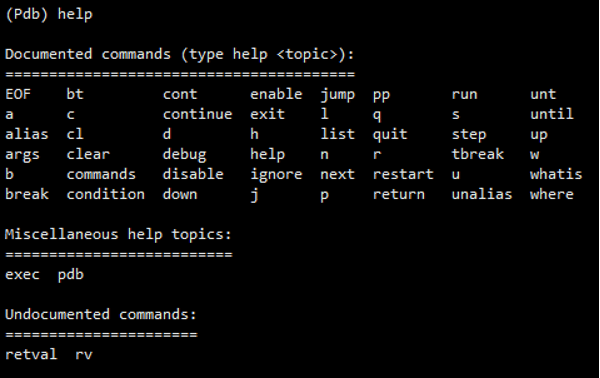 (Pdb) help
Documented commands (type help <topic>):
========================================
EOF    bt         cont      enable  jump  pp       run      unt
a      c          continue  exit    l     q        s        until
alias  cl         d         h       list  quit     step     up
args   clear      debug     help    n     r        tbreak   w
b      commands   disable   ignore  next  restart  u        whatis
break  condition  down      j       p     return   unalias  where
Miscellaneous help topics:
==========================
exec  pdb
Undocumented commands:
======================
retval  rv